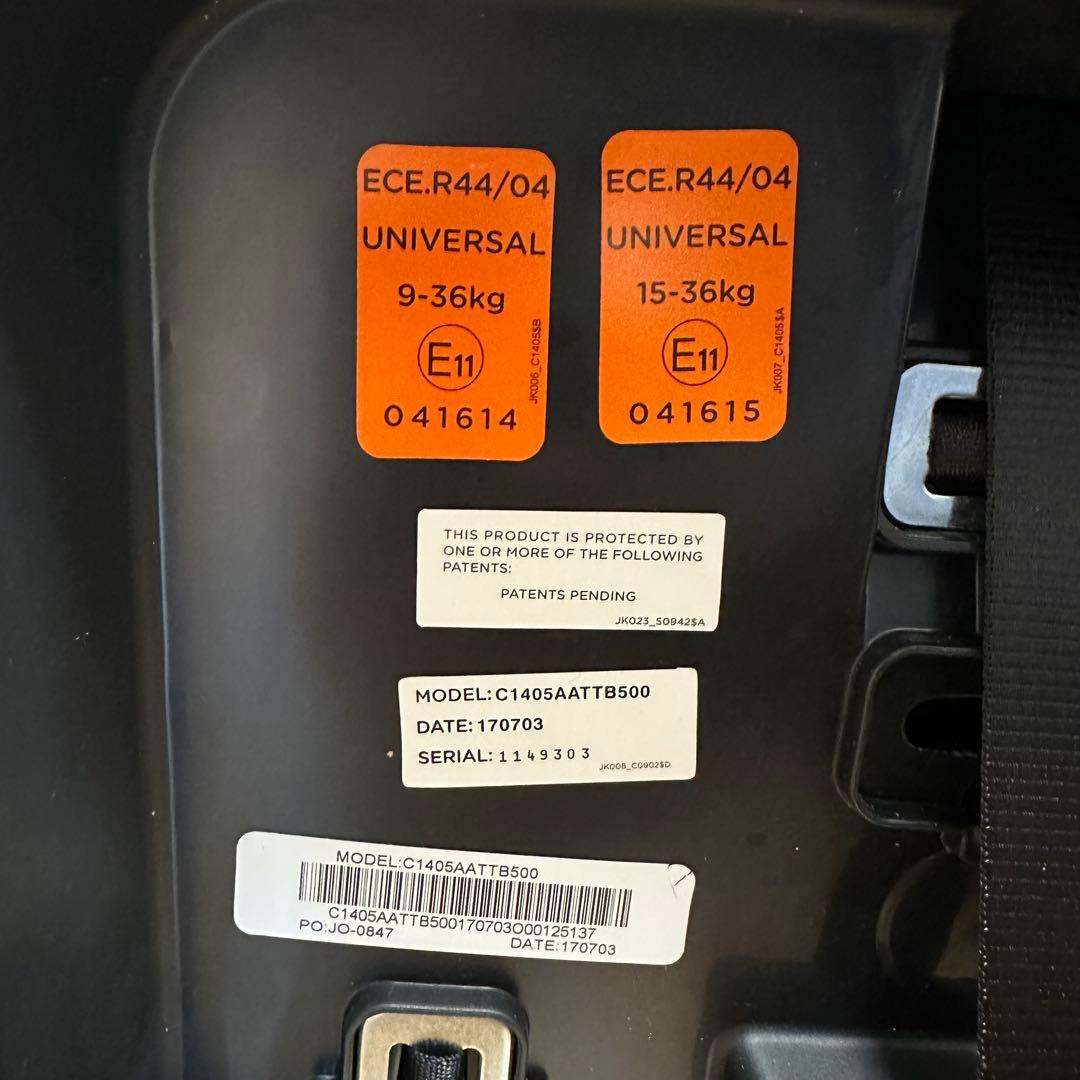 ECE.R44/04
UNIVERSAL
9-36kg
E11
041614
JK006_C1405$B
ECE.R44/04
UNIVERSAL
15-36kg
E11
041615
JK007_C1405$A
THIS PRODUCT IS PROTECTED BY
ONE OR MORE OF THE FOLLOWING
PATENTS:
PATENTS PENDING
JK023_S0942$A
MODEL: C1405AATTB500
DATE: 170703
SERIAL: 1149303
JK008_C0902$D
MODEL:C1405AATTB500
C1405AATTB500170703O00125137
PO:JO-0847
DATE:170703